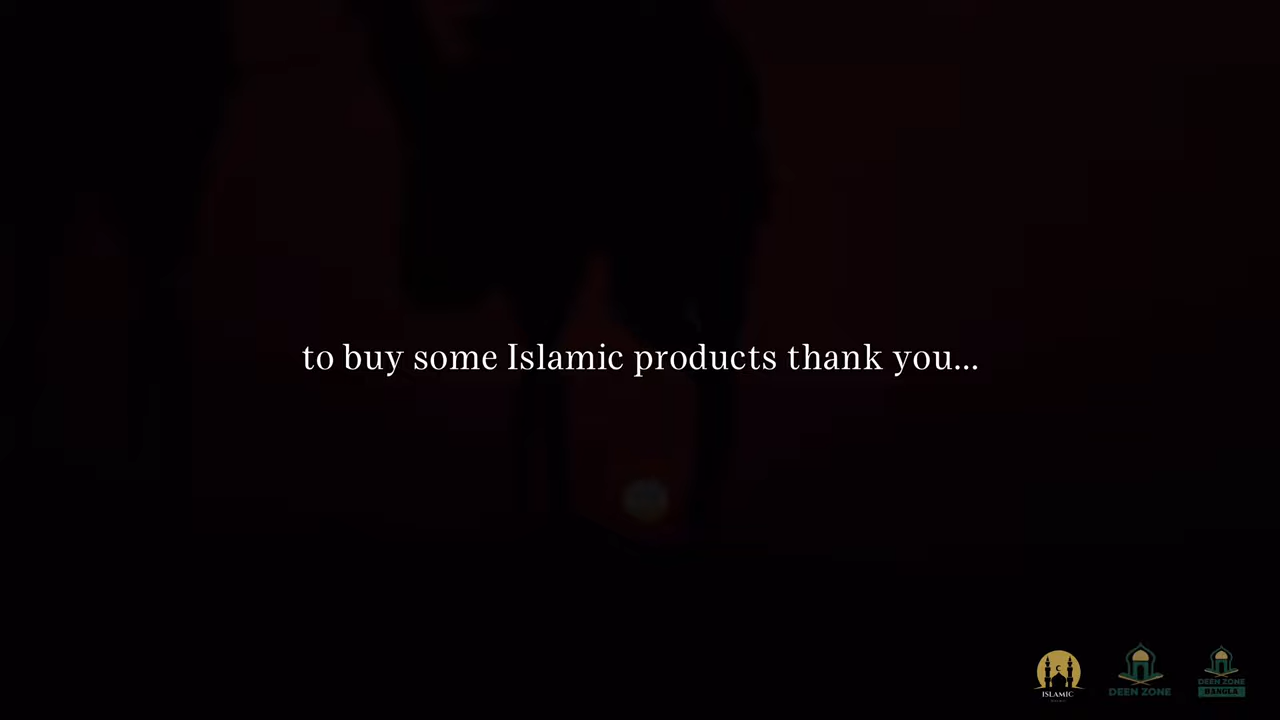 to buy some Islamic products thank you...
ISLAMIC
DEEN ZONE
DEEN ZONE
BANGLA